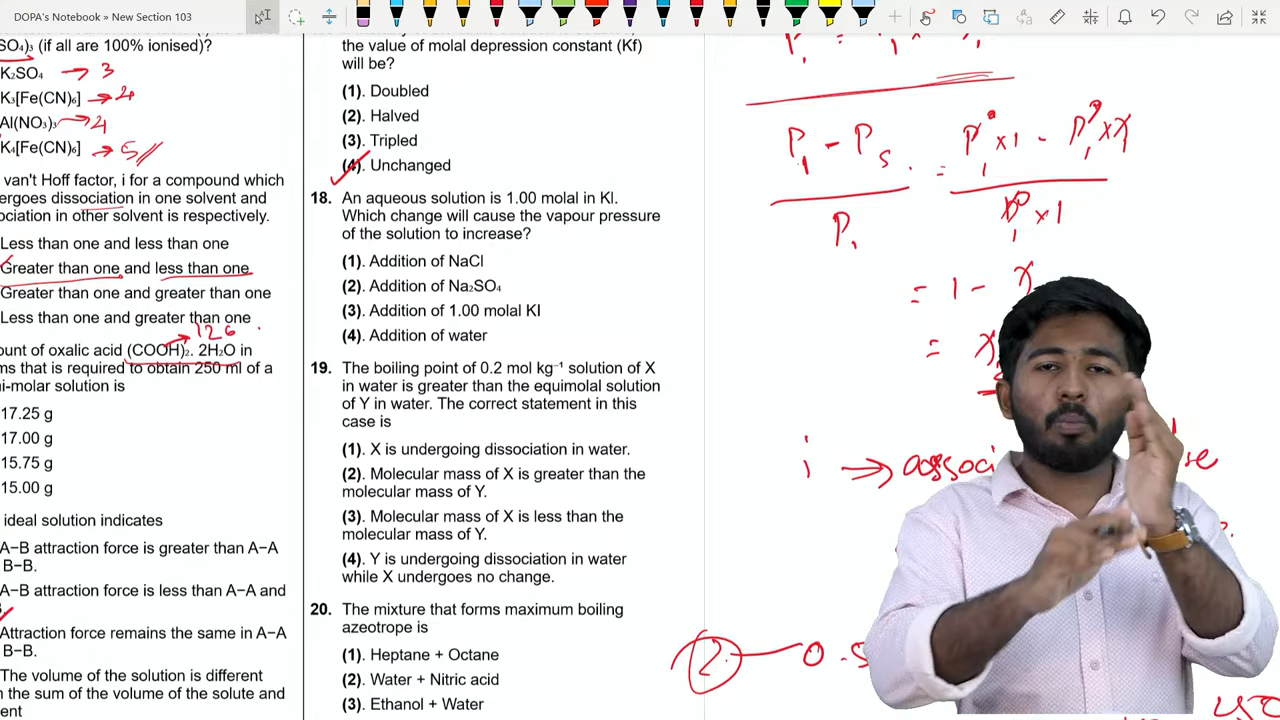 DOPA's Notebook » New Section 103
SO₄)₃ (if all are 100% ionised)?
K₂SO₄ → 3
K₃[Fe(CN)₆] → 4
Al(NO₃)₃ → 4
K₄[Fe(CN)₆] → 5//
van't Hoff factor, i for a compound which
ergoes dissociation in one solvent and
ociation in other solvent is respectively.
Less than one and less than one
Greater than one and less than one
Greater than one and greater than one
Less than one and greater than one
126
ount of oxalic acid (COOH)₂. 2H₂O in
ms that is required to obtain 250 ml of a
ni-molar solution is
17.25 g
17.00 g
15.75 g
15.00 g
ideal solution indicates
A−B attraction force is greater than A−A
B−B.
A−B attraction force is less than A−A and
Attraction force remains the same in A−A
B−B.
The volume of the solution is different
n the sum of the volume of the solute and
ent
the value of molal depression constant (Kf)
will be?
(1). Doubled
(2). Halved
(3). Tripled
(4). Unchanged
18. An aqueous solution is 1.00 molal in Kl.
Which change will cause the vapour pressure
of the solution to increase?
(1). Addition of NaCl
(2). Addition of Na₂SO₄
(3). Addition of 1.00 molal KI
(4). Addition of water
19. The boiling point of 0.2 mol kg⁻¹ solution of X
in water is greater than the equimolal solution
of Y in water. The correct statement in this
case is
(1). X is undergoing dissociation in water.
(2). Molecular mass of X is greater than the
molecular mass of Y.
(3). Molecular mass of X is less than the
molecular mass of Y.
(4). Y is undergoing dissociation in water
while X undergoes no change.
20. The mixture that forms maximum boiling
azeotrope is
(1). Heptane + Octane
(2). Water + Nitric acid
(3). Ethanol + Water
P₁ - Pₛ = P₁° x1 - P₁° x X
P₁ P₁° x 1
= 1 - X
= X
i → associ
2 — 0.5